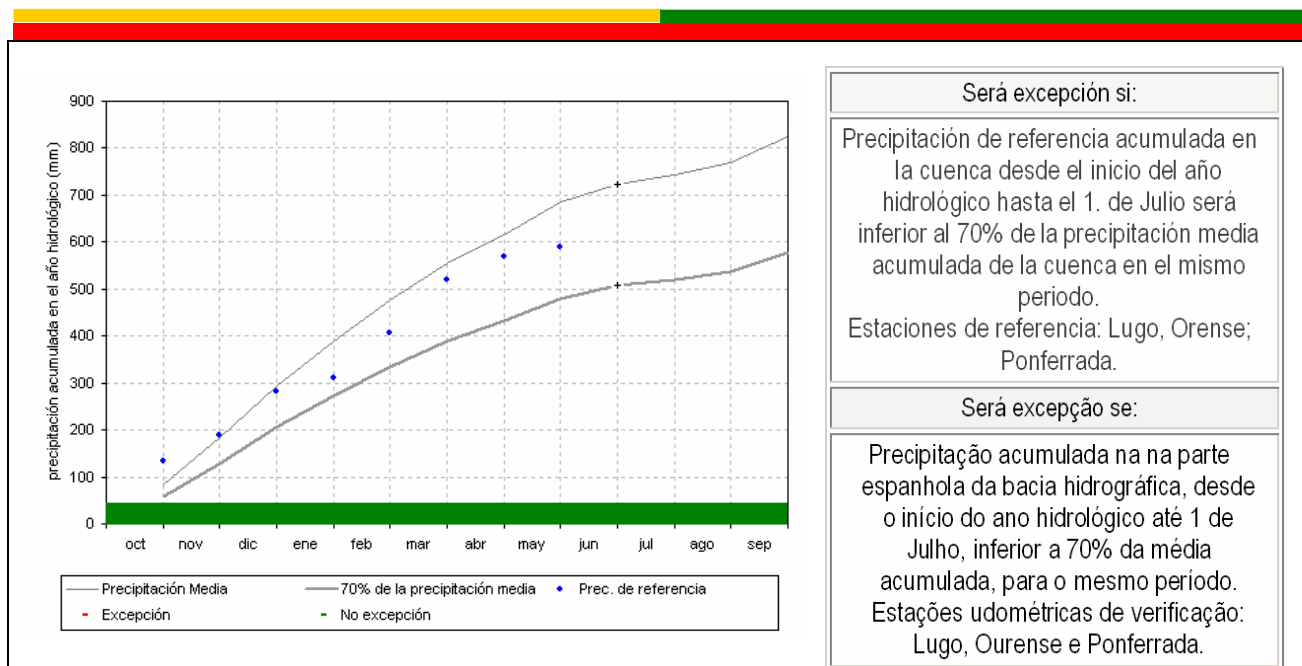 900
800
700
600
500
400
300
200
100
0
precipitación acumulada en el año hidrológico (mm)
oct nov dic ene feb mar abr may jun jul ago sep
Precipitación Media 70% de la precipitación media Prec. de referencia
Excepción No excepción
Será excepción si:
Precipitación de referencia acumulada en
la cuenca desde el inicio del año
hidrológico hasta el 1. de Julio será
inferior al 70% de la precipitación media
acumulada de la cuenca en el mismo
periodo.
Estaciones de referencia: Lugo, Orense;
Ponferrada.
Será excepção se:
Precipitação acumulada na na parte
espanhola da bacia hidrográfica, desde
o início do ano hidrológico até 1 de
Julho, inferior a 70% da média
acumulada, para o mesmo período.
Estações udométricas de verificação:
Lugo, Ourense e Ponferrada.